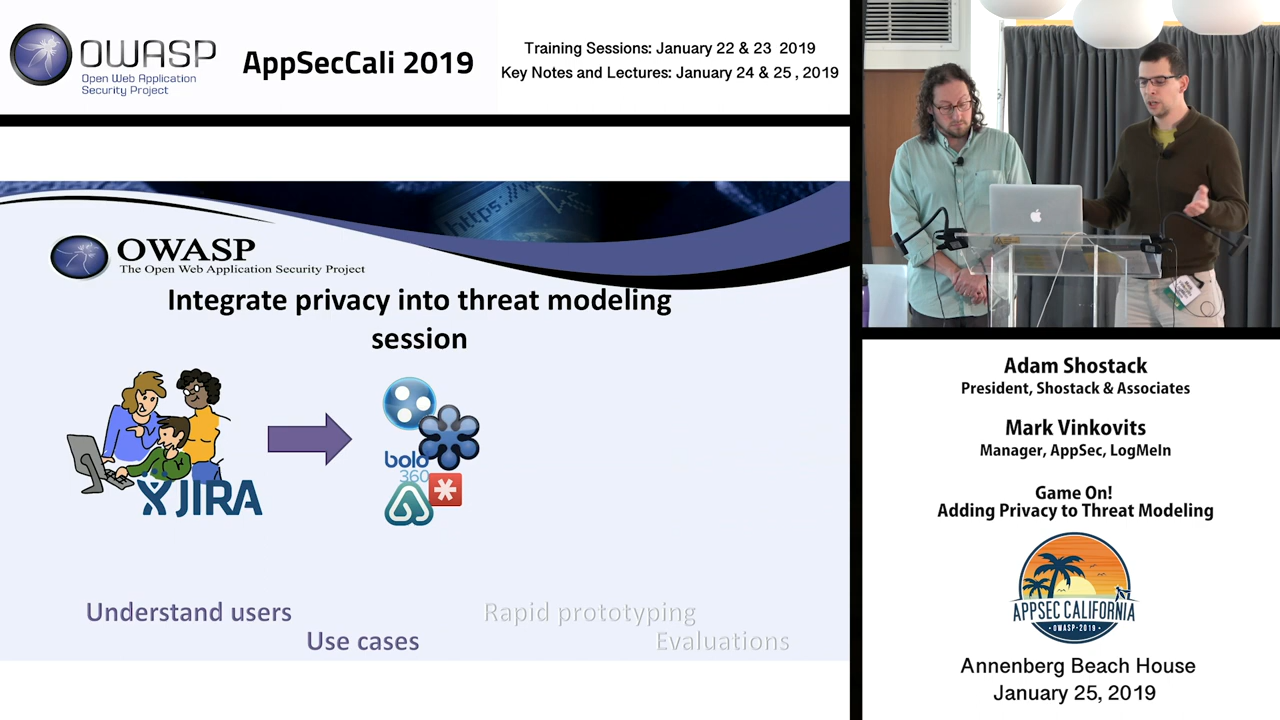 OWASP
Open Web Application
Security Project
AppSecCali 2019
Training Sessions: January 22 & 23 2019
Key Notes and Lectures: January 24 & 25 , 2019
https:
OWASP
The Open Web Application Security Project
Integrate privacy into threat modeling
session
JIRA
bold
360
Understand users
Use cases
Rapid prototyping
Evaluations
Adam Shostack
President, Shostack & Associates
Mark Vinkovits
Manager, AppSec, LogMeIn
Game On!
Adding Privacy to Threat Modeling
APPSEC CALIFORNIA
OWASP-2019
Annenberg Beach House
January 25, 2019